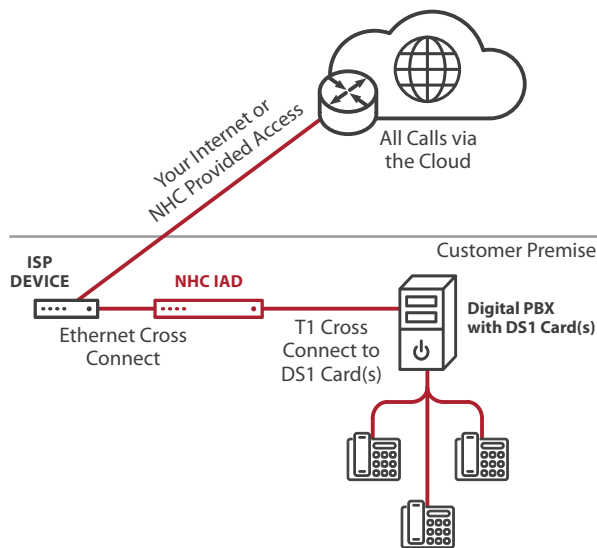 Your Internet or
NHC Provided Access
All Calls via
the Cloud
Customer Premise
ISP
DEVICE
NHC IAD
Ethernet Cross
Connect
T1 Cross
Connect to
DS1 Card(s)
Digital PBX
with DS1 Card(s)